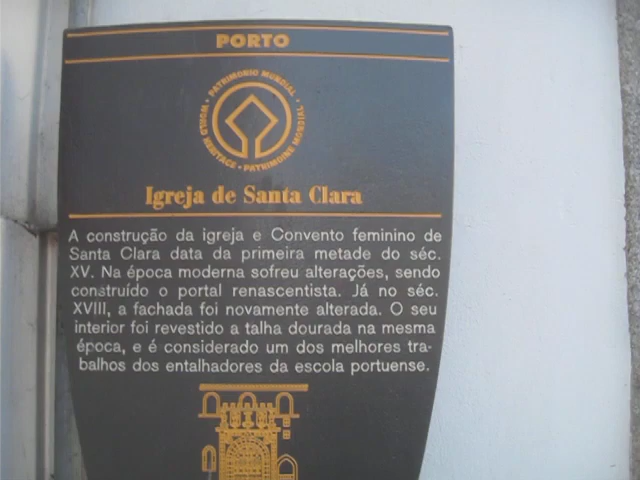 PORTO
PATRIMONIO MUNDIAL • WORLD HERITAGE • PATRIMOINE MONDIAL •
Igreja de Santa Clara
A construção da igreja e Convento feminino de
Santa Clara data da primeira metade do séc.
XV. Na época moderna sofreu alterações, sendo
construído o portal renascentista. Já no séc.
XVIII, a fachada foi novamente alterada. O seu
interior foi revestido a talha dourada na mesma
época, e é considerado um dos melhores tra-
balhos dos entalhadores da escola portuense.